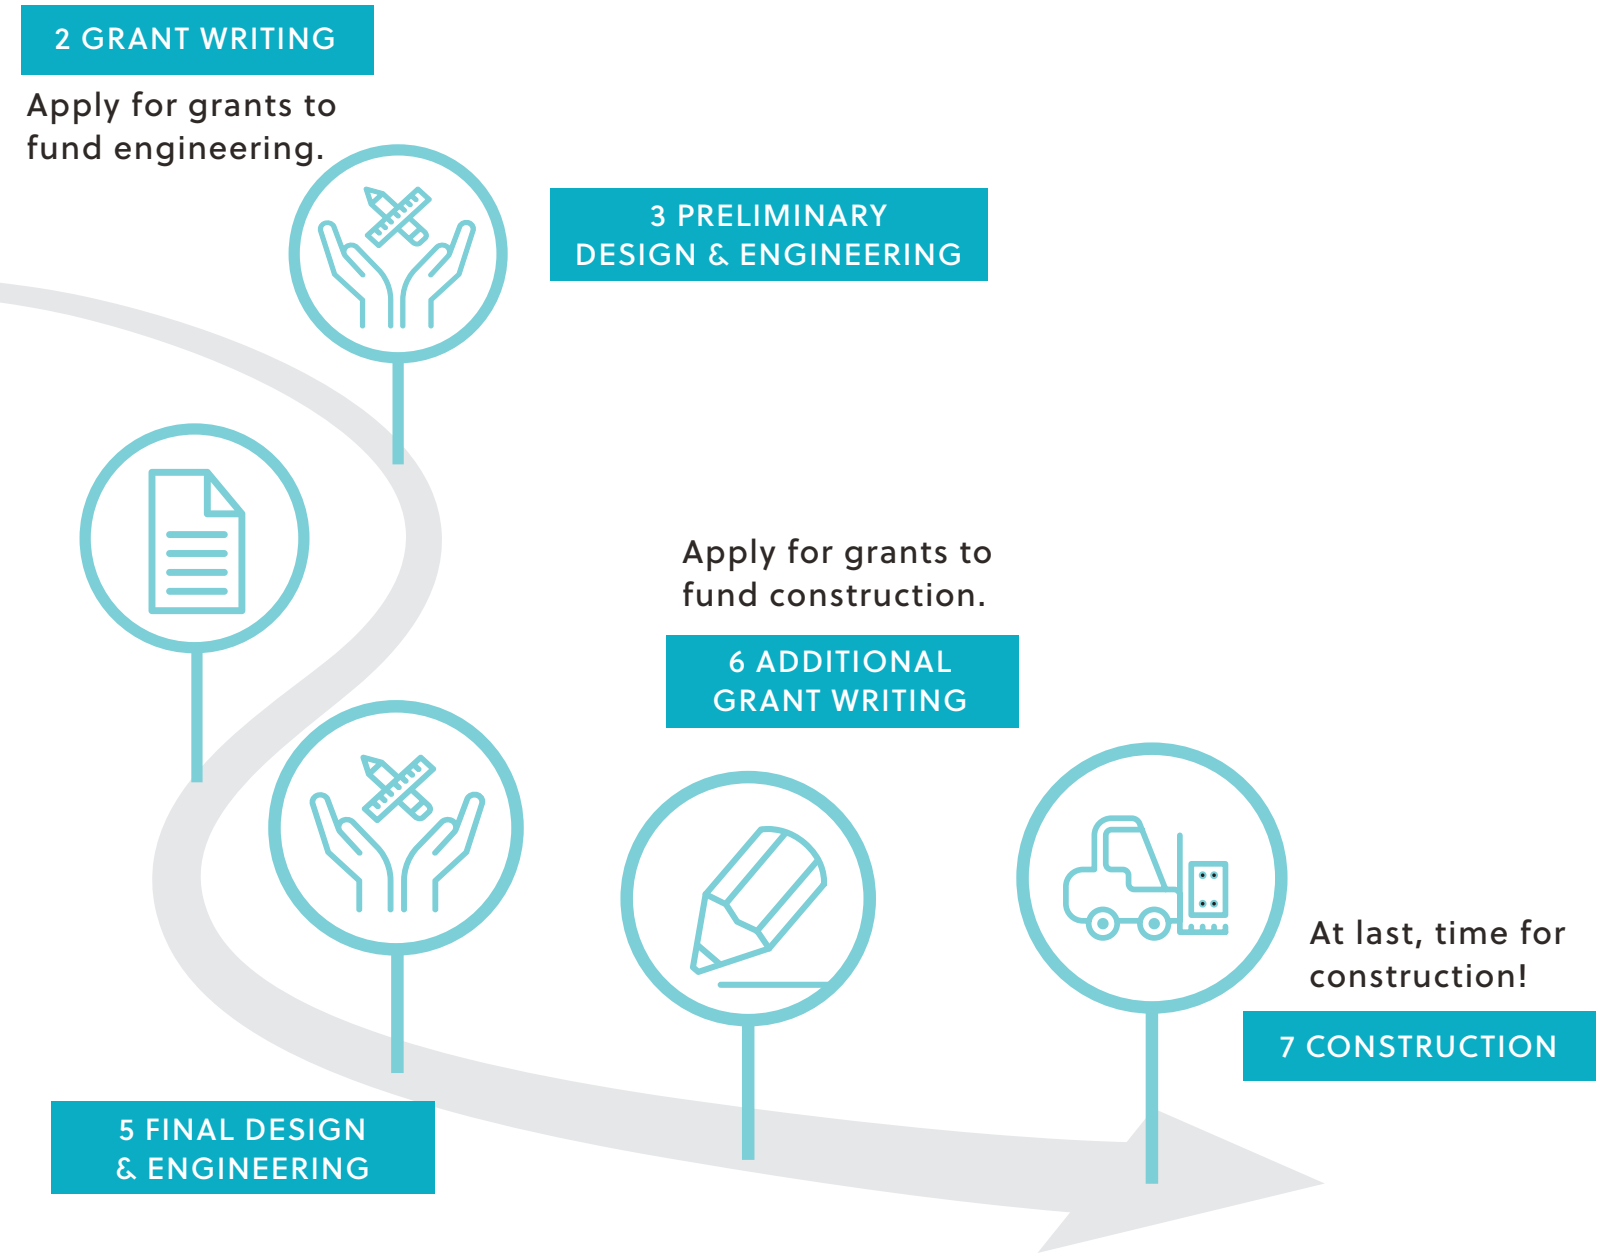 2 GRANT WRITING
Apply for grants to
fund engineering.
3 PRELIMINARY
DESIGN & ENGINEERING
Apply for grants to
fund construction.
6 ADDITIONAL
GRANT WRITING
At last, time for
construction!
7 CONSTRUCTION
5 FINAL DESIGN
& ENGINEERING